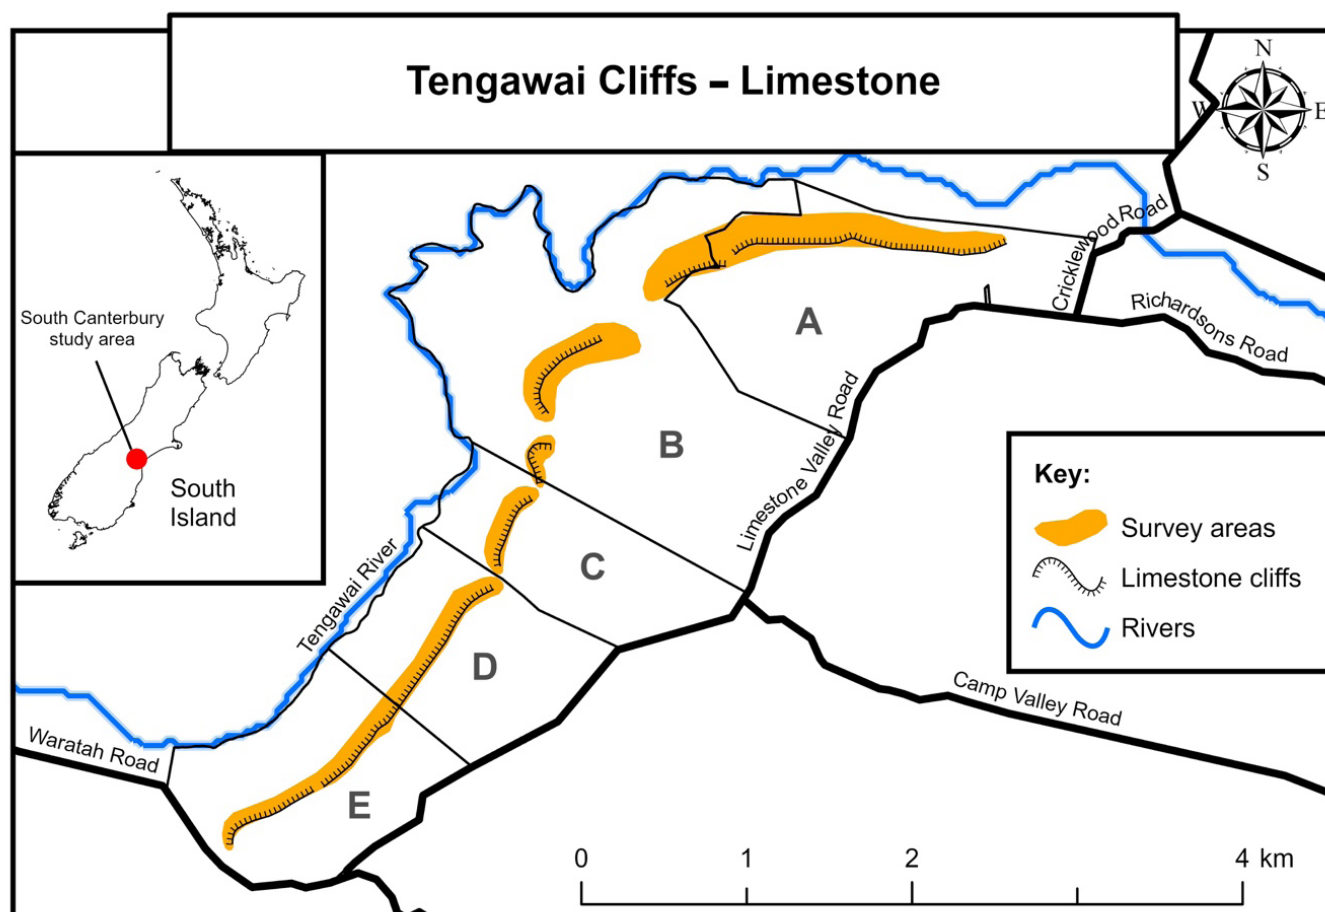 Tengawai Cliffs – Limestone
N
W
E
S
South Canterbury
study area
South
Island
Cricklewood Road
Richardsons Road
A
B
Limestone Valley Road
C
Tengawai River
D
Camp Valley Road
Waratah Road
E
Key:
Survey areas
Limestone cliffs
Rivers
0 1 2 4 km